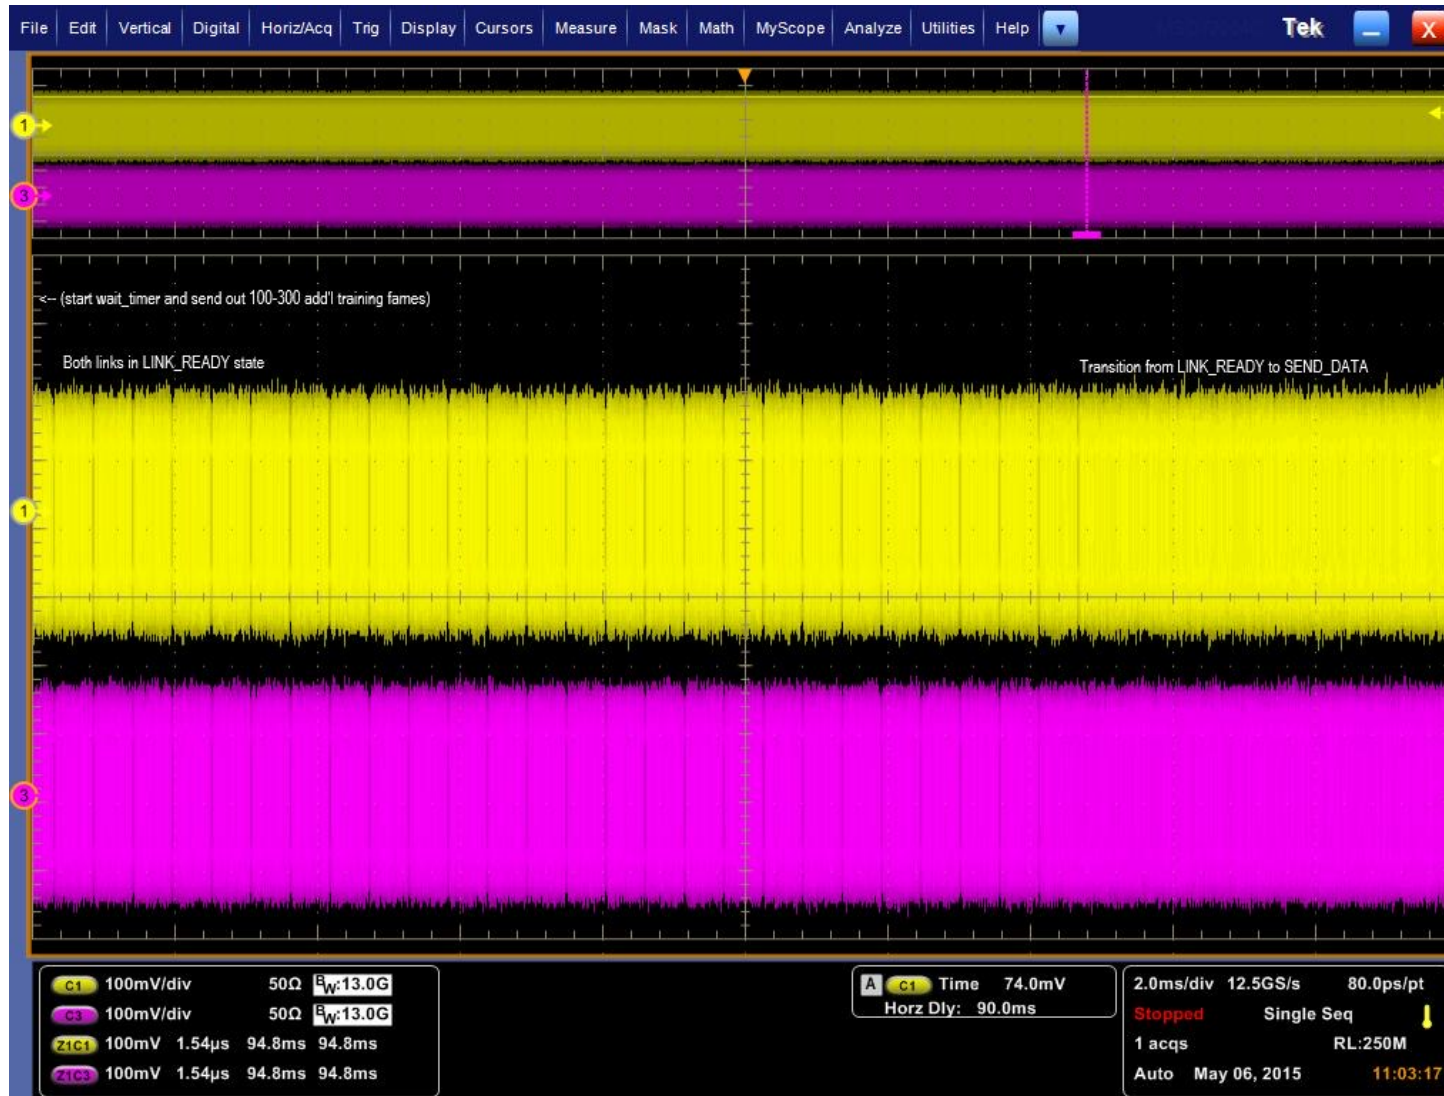 File Edit Vertical Digital Horiz/Acq Trig Display Cursors Measure Mask Math MyScope Analyze Utilities Help Tek X
1
3
<-- (start wait_timer and send out 100-300 add'l training fames)
Both links in LINK_READY state
Transition from LINK_READY to SEND_DATA
1
3
C1 100mV/div 50Ω BW:13.0G
C3 100mV/div 50Ω BW:13.0G
Z1C1 100mV 1.54µs 94.8ms 94.8ms
Z1C3 100mV 1.54µs 94.8ms 94.8ms
A C1 Time 74.0mV
Horz Dly: 90.0ms
2.0ms/div 12.5GS/s 80.0ps/pt
Stopped Single Seq
1 acqs RL:250M
Auto May 06, 2015 11:03:17